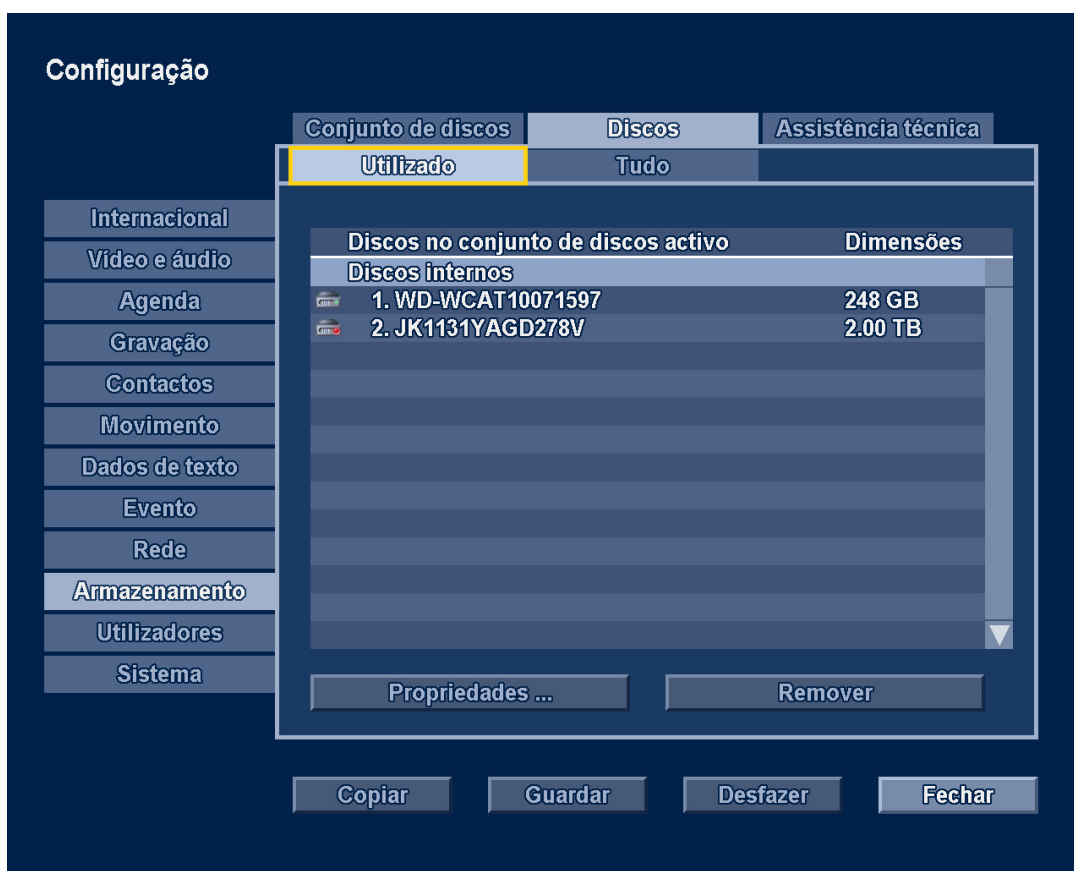 Configuração
Conjunto de discos Discos Assistência técnica
Utilizado Tudo
Internacional
Vídeo e áudio
Agenda
Gravação
Contactos
Movimento
Dados de texto
Evento
Rede
Armazenamento
Utilizadores
Sistema
Discos no conjunto de discos activo Dimensões
Discos internos
1. WD-WCAT10071597 248 GB
2. JK1131YAGD278V 2.00 TB
Propriedades ... Remover
Copiar Guardar Desfazer Fechar